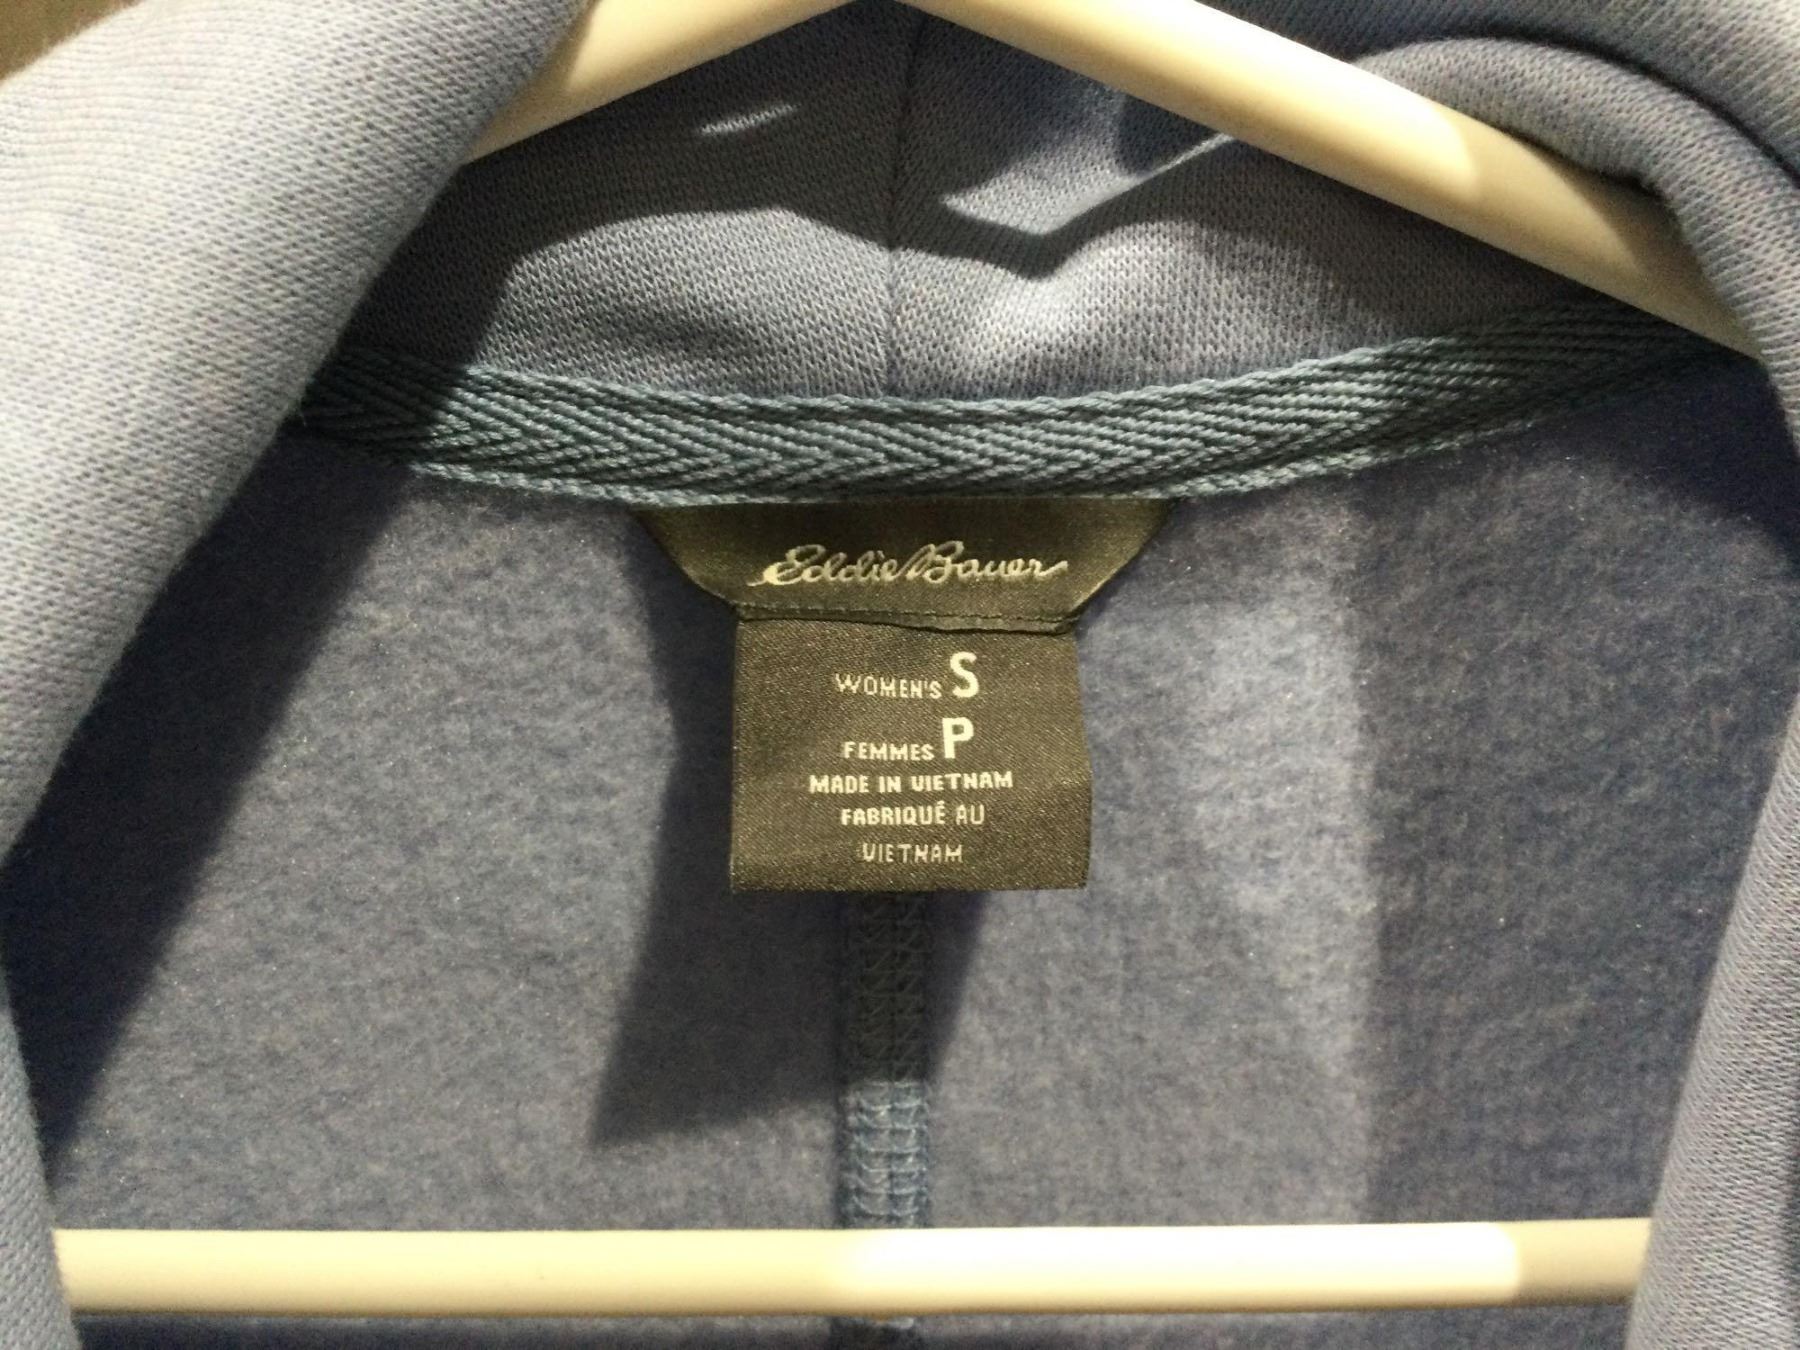 Eddie Bauer
WOMEN'S S
FEMMES P
MADE IN VIETNAM
FABRIQUÉ AU
VIETNAM